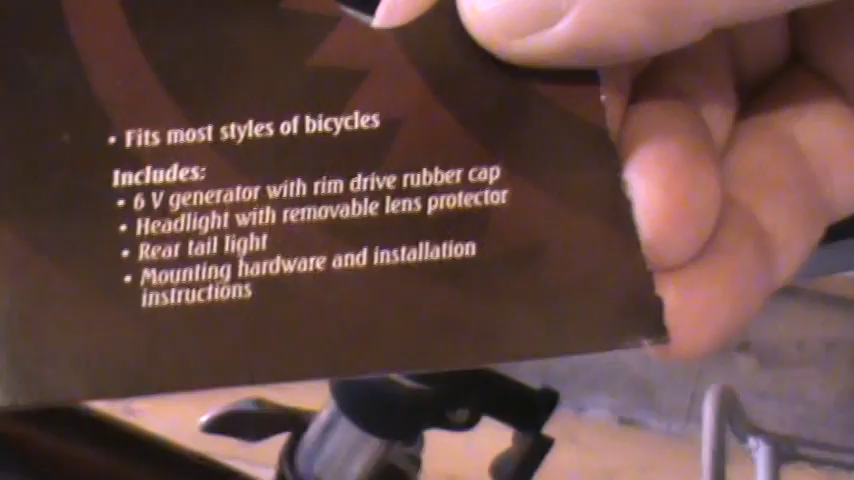 • Fits most styles of bicycles
Includes:
• 6 V generator with rim drive rubber cap
• Headlight with removable lens protector
• Rear tail light
• Mounting hardware and installation
instructions